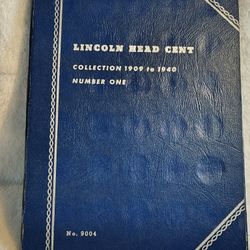 LINCOLN HEAD CENT
COLLECTION 1909 to 1940
NUMBER ONE
No. 9004